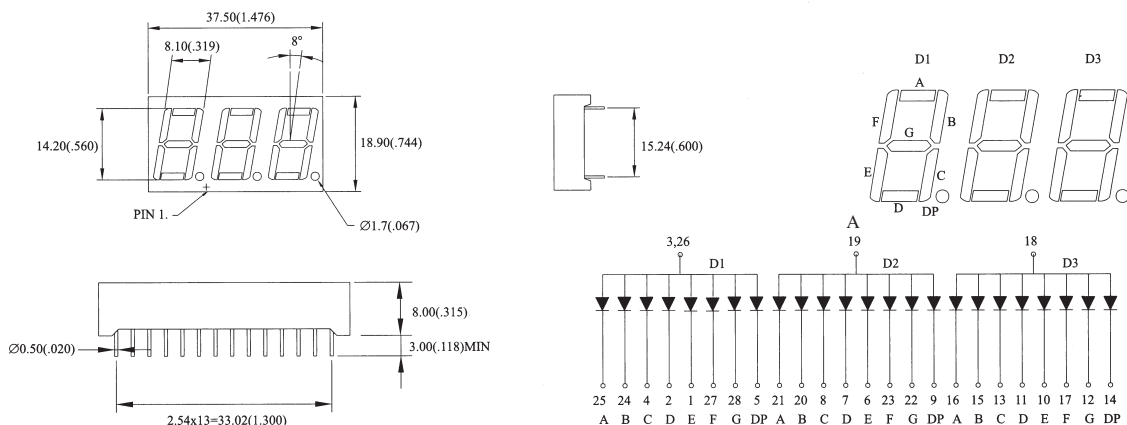 37.50(1.476)
8.10(.319)
8°
14.20(.560)
18.90(.744)
PIN 1.
Ø1.7(.067)
15.24(.600)
D1 D2 D3
A
F B
G
E C
D DP
8.00(.315)
3.00(.118)MIN
Ø0.50(.020)
2.54x13=33.02(1.300)
A
3,26 19 18
D1 D2 D3
25 24 4 2 1 27 28 5 21 20 8 7 6 23 22 9 16 15 13 11 10 17 12 14
A B C D E F G DP A B C D E F G DP A B C D E F G DP